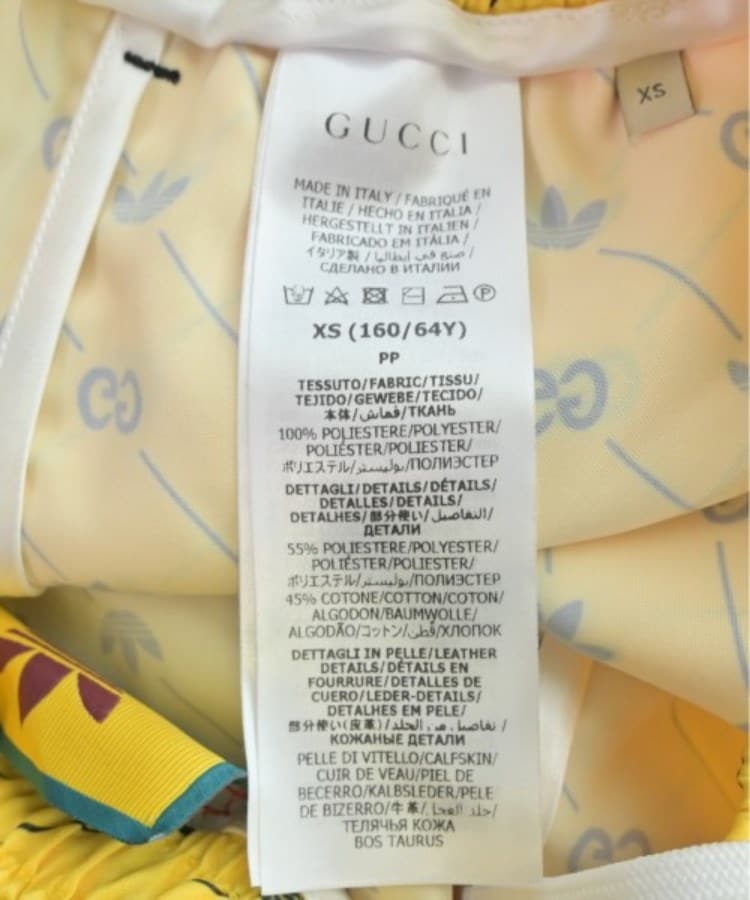 GUCCI
XS
MADE IN ITALY / FABRIQUÉ EN
ITALIE / HECHO EN ITALIA /
HERGESTELLT IN ITALIEN /
FABRICADO EM ITÁLIA /
イタリア製 / صنع في ايطاليا /
СДЕЛАНО В ИТАЛИИ
P
XS (160/64Y)
PP
TESSUTO/FABRIC/TISSU/
TEJIDO/GEWEBE/TECIDO/
本体/قماش/ТКАНЬ
100% POLIESTERE/POLYESTER/
POLIÉSTER/POLIESTER/
ポリエステル/بوليستر/ПОЛИЭСТЕР
DETTAGLI/DETAILS/DÉTAILS/
DETALLES/DETAILS/
DETALHES/部分使い/التفاصيل/
ДЕТАЛИ
55% POLIESTERE/POLYESTER/
POLIÉSTER/POLIESTER/
ポリエステル/بوليستر/ПОЛИЭСТЕР
45% COTONE/COTTON/COTON/
ALGODON/BAUMWOLLE/
ALGODÃO/コットン/قطن/ХЛОПОК
DETTAGLI IN PELLE/LEATHER
DETAILS/DÉTAILS EN
FOURRURE/DETALLES DE
CUERO/LEDER-DETAILS/
DETALHES EM PELE/
部分使い(皮革)/تفاصيل من الجلد/
КОЖАНЫЕ ДЕТАЛИ
PELLE DI VITELLO/CALFSKIN/
CUIR DE VEAU/PIEL DE
BECERRO/KALBSLEDER/PELE
DE BIZERRO/牛革/جلد العجل/
ТЕЛЯЧЬЯ КОЖА
BOS TAURUS